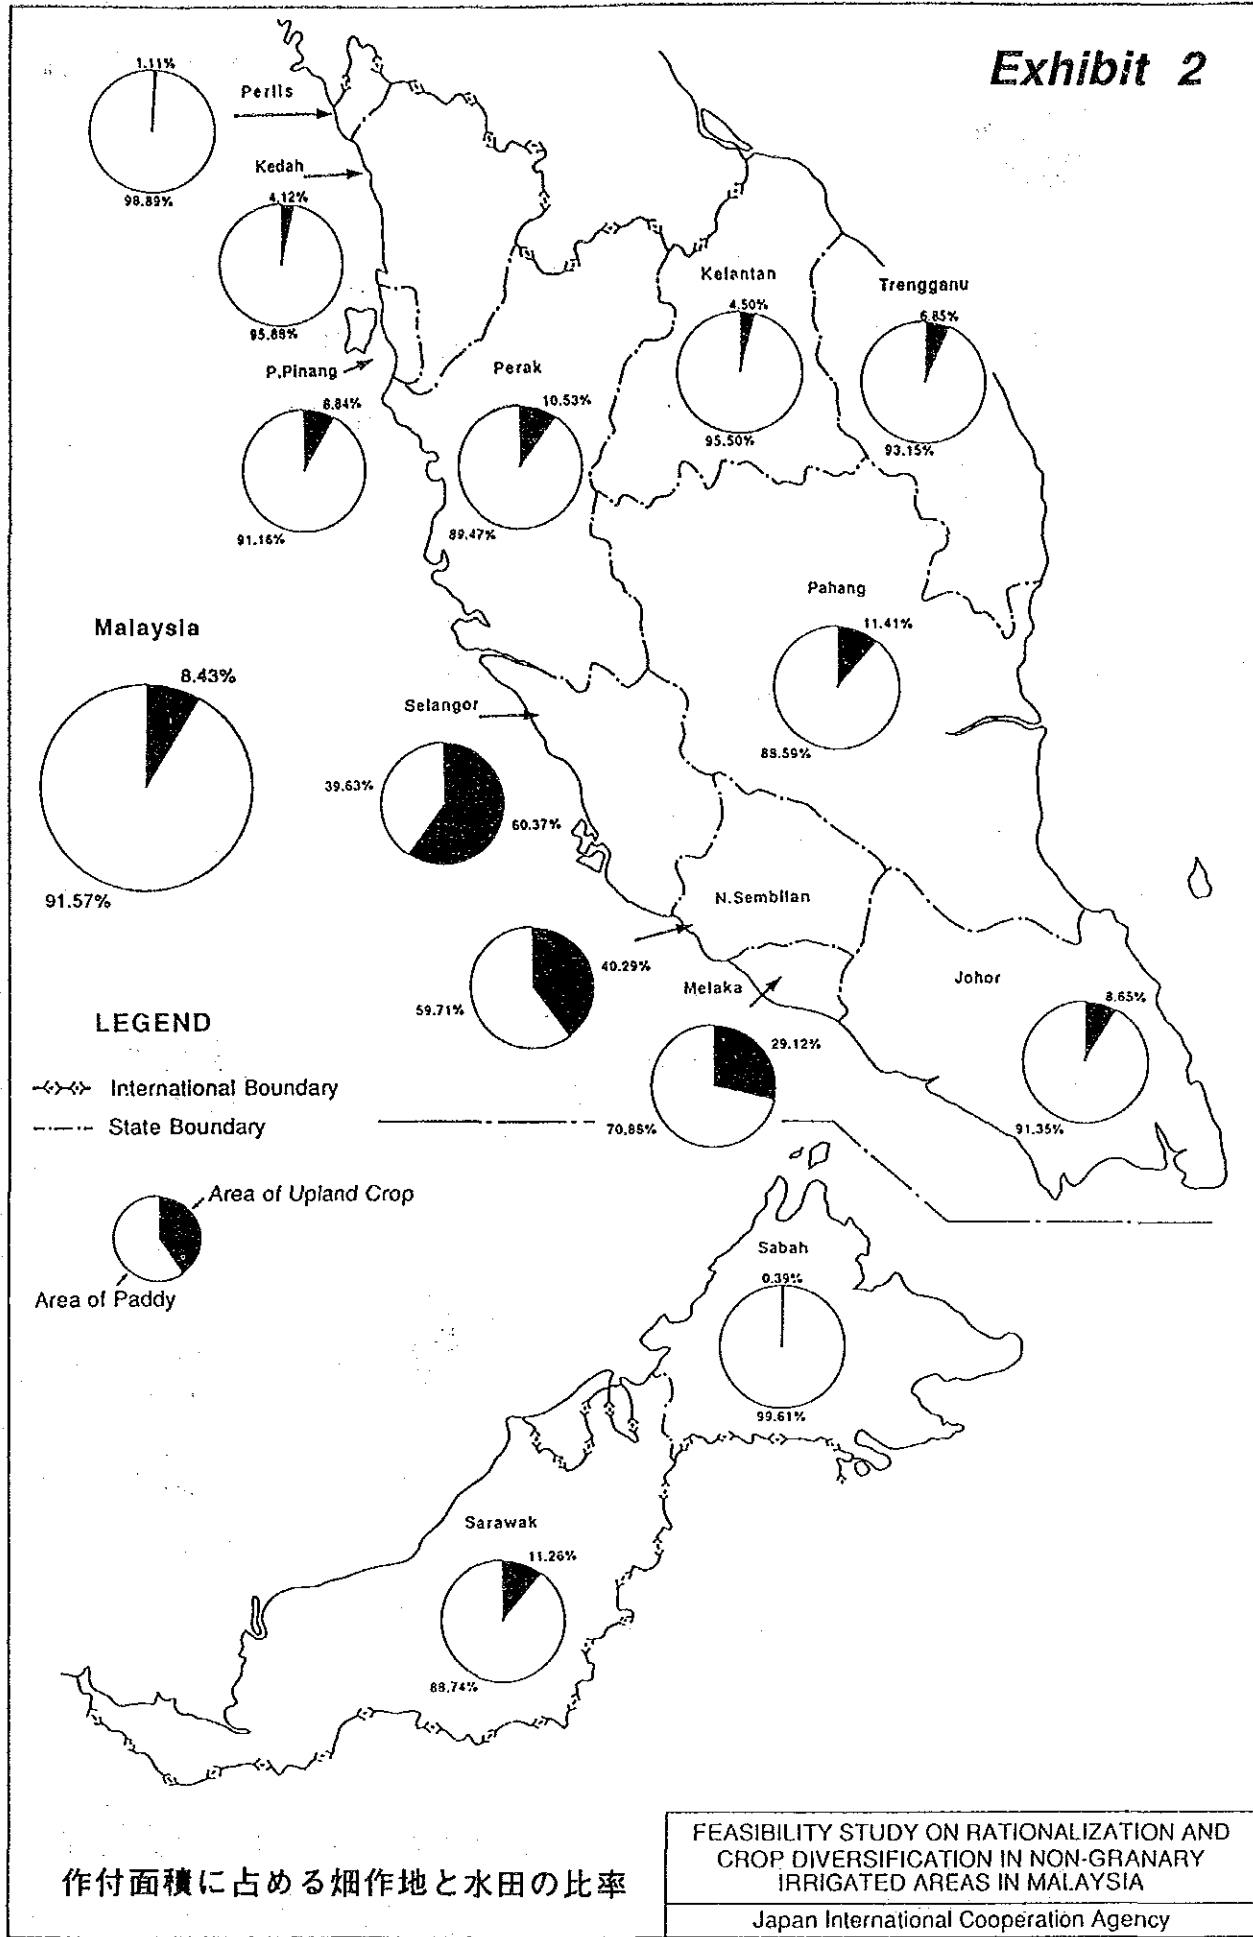 Exhibit 2
1.11%
Perlis
98.89%
Kedah
4.12%
95.88%
P.Pinang
8.84%
91.16%
Perak
10.53%
89.47%
Kelantan
4.50%
95.50%
Trengganu
6.85%
93.15%
Pahang
11.41%
88.59%
Malaysia
8.43%
91.57%
Selangor
39.63%
60.37%
N.Sembilan
40.29%
59.71%
Melaka
29.12%
70.88%
Johor
8.65%
91.35%
LEGEND
International Boundary
State Boundary
Area of Upland Crop
Area of Paddy
Sabah
0.39%
99.61%
Sarawak
11.26%
88.74%
作付面積に占める畑作地と水田の比率
FEASIBILITY STUDY ON RATIONALIZATION AND
CROP DIVERSIFICATION IN NON-GRANARY
IRRIGATED AREAS IN MALAYSIA
Japan International Cooperation Agency